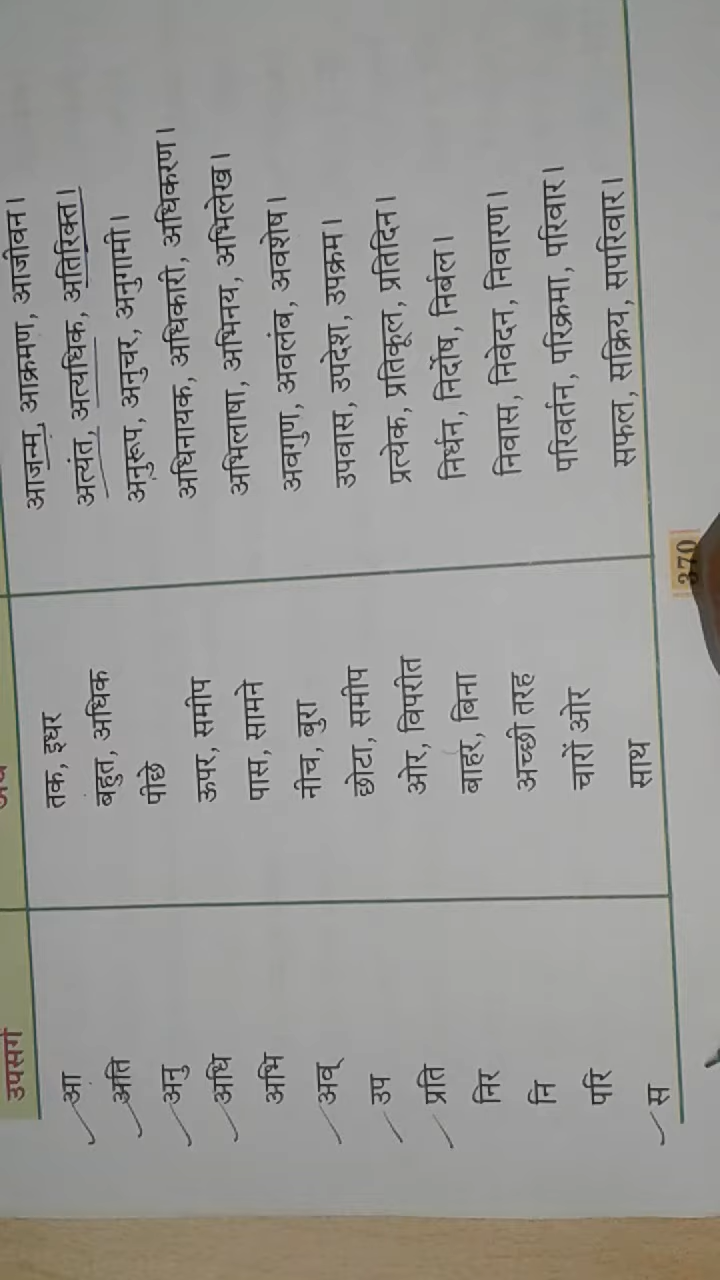 उपसर्ग
आ तक, इधर आजन्म, आक्रमण, आजीवन।
अति बहुत, अधिक अत्यंत, अत्यधिक, अतिरिक्त।
अनु पीछे अनुरूप, अनुचर, अनुगामी।
अधि ऊपर, समीप अधिनायक, अधिकारी, अधिकरण।
अभि पास, सामने अभिलाषा, अभिनय, अभिलेख।
अव् नीच, बुरा अवगुण, अवलंब, अवशेष।
उप छोटा, समीप उपवास, उपदेश, उपक्रम।
प्रति ओर, विपरीत प्रत्येक, प्रतिकूल, प्रतिदिन।
निर बाहर, बिना निर्धन, निर्दोष, निर्बल।
नि अच्छी तरह निवास, निवेदन, निवारण।
परि चारों ओर परिवर्तन, परिक्रमा, परिवार।
स साथ सफल, सक्रिय, सपरिवार।
370